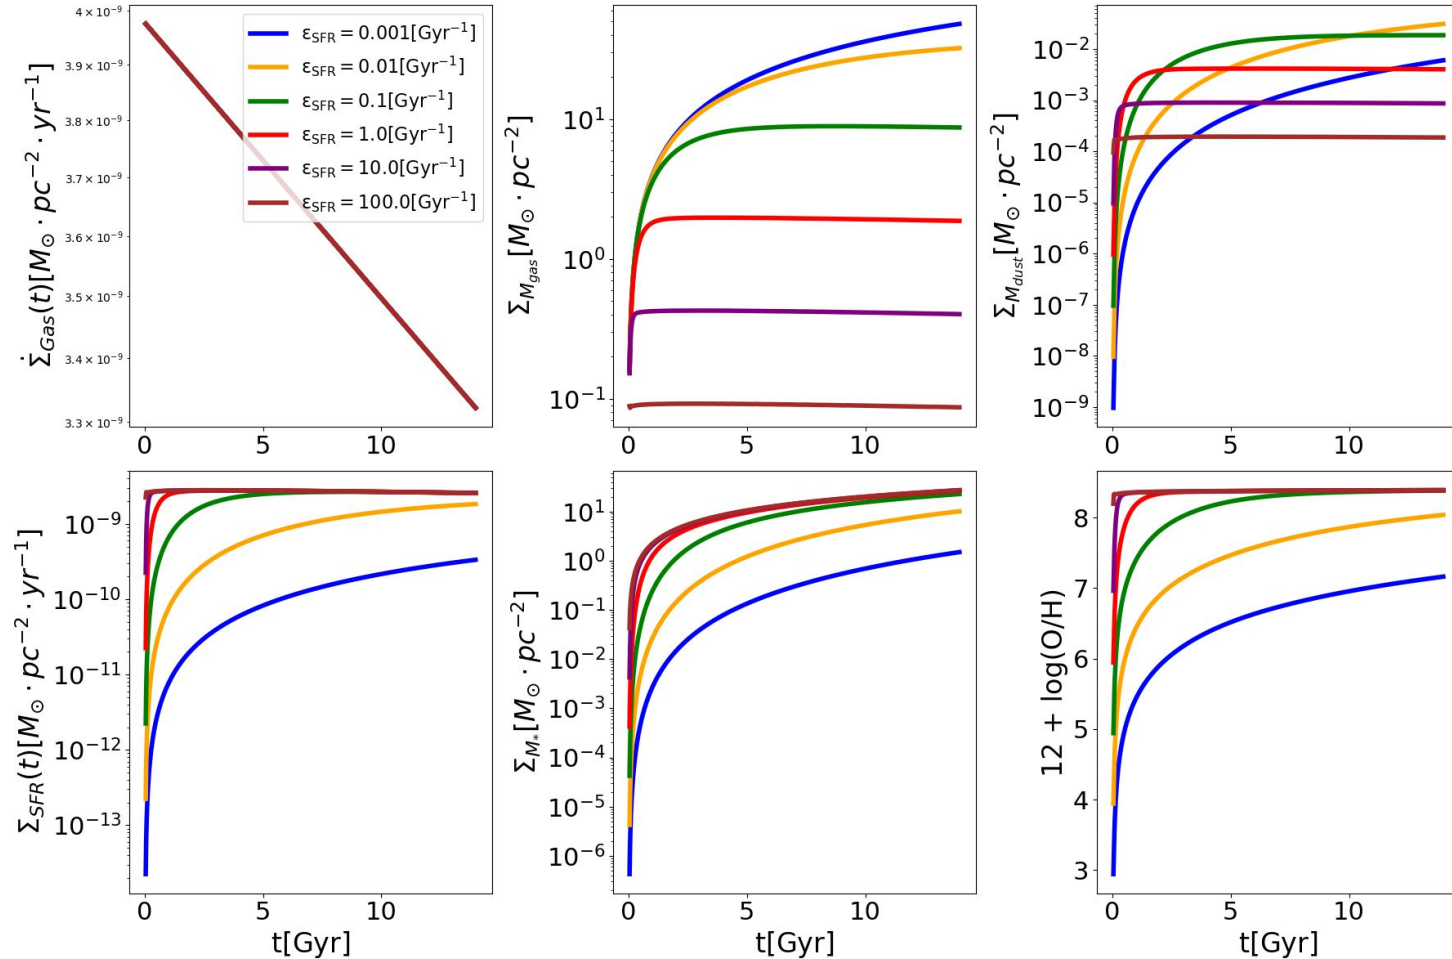 4 × 10⁻⁹
3.9 × 10⁻⁹
3.8 × 10⁻⁹
3.7 × 10⁻⁹
3.6 × 10⁻⁹
3.5 × 10⁻⁹
3.4 × 10⁻⁹
3.3 × 10⁻⁹
Σ̇_Gas(t)[M_⊙ · pc⁻² · yr⁻¹]
0 5 10
ε_SFR = 0.001[Gyr⁻¹]
ε_SFR = 0.01[Gyr⁻¹]
ε_SFR = 0.1[Gyr⁻¹]
ε_SFR = 1.0[Gyr⁻¹]
ε_SFR = 10.0[Gyr⁻¹]
ε_SFR = 100.0[Gyr⁻¹]
Σ_M_gas[M_⊙ · pc⁻²]
10¹
10⁰
10⁻¹
0 5 10
Σ_M_dust[M_⊙ · pc⁻²]
10⁻²
10⁻³
10⁻⁴
10⁻⁵
10⁻⁶
10⁻⁷
10⁻⁸
10⁻⁹
0 5 10
Σ_SFR(t)[M_⊙ · pc⁻² · yr⁻¹]
10⁻⁹
10⁻¹⁰
10⁻¹¹
10⁻¹²
10⁻¹³
0 5 10
t[Gyr]
Σ_M_*[M_⊙ · pc⁻²]
10¹
10⁰
10⁻¹
10⁻²
10⁻³
10⁻⁴
10⁻⁵
10⁻⁶
0 5 10
t[Gyr]
12 + log(O/H)
8
7
6
5
4
3
0 5 10
t[Gyr]